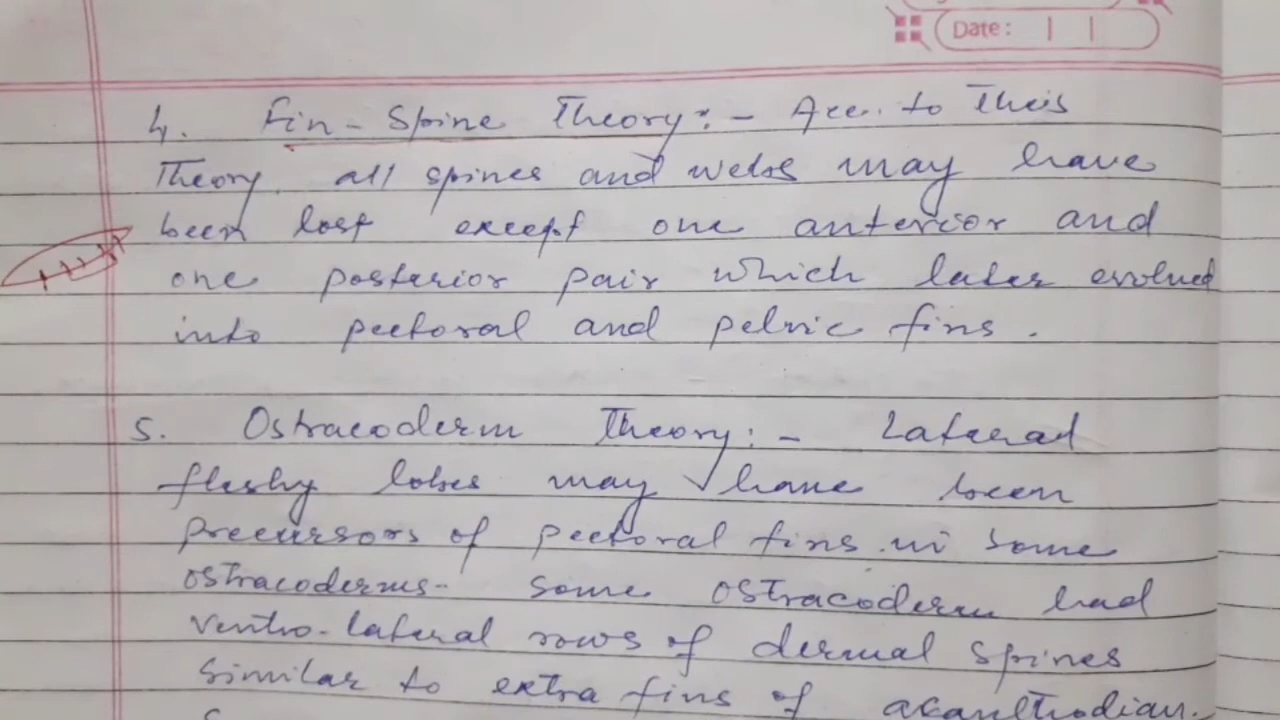 Date :
4. Fin - Spine Theory : - Acc. to this
Theory. all spines and webs may have
been lost except one anterior and
one posterior pair which later evolved
into pectoral and pelvic fins .
5. Ostracoderm Theory : - Lateral
fleshy lobes may have been
precursors of pectoral fins in some
ostracoderms - some ostracoderm had
ventro-lateral rows of dermal spines
similar to extra fins of acanthodian.